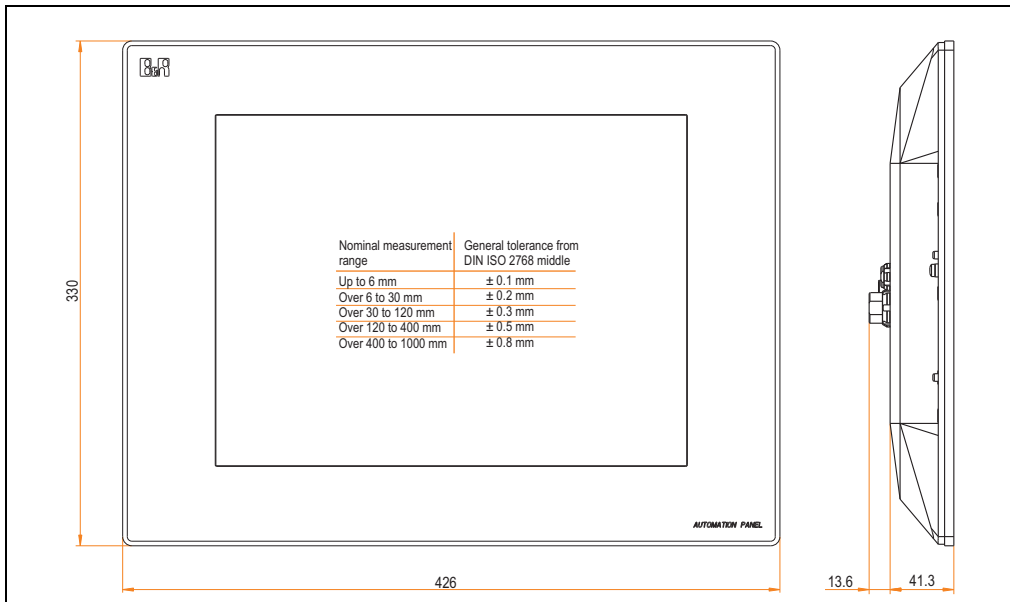 B&R
Nominal measurement range
General tolerance from DIN ISO 2768 middle
Up to 6 mm ± 0.1 mm
Over 6 to 30 mm ± 0.2 mm
Over 30 to 120 mm ± 0.3 mm
Over 120 to 400 mm ± 0.5 mm
Over 400 to 1000 mm ± 0.8 mm
330
AUTOMATION PANEL
426
13.6
41.3